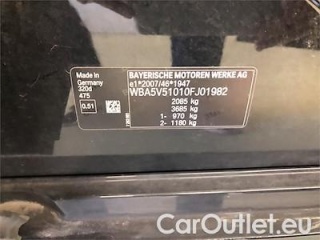 Made in
Germany
320d
475
0,51
BAYERISCHE MOTOREN WERKE AG
e1*2007/46*1947
WBA5V51010FJ01982
2085 kg
3685 kg
1- 970 kg
2- 1180 kg
CarOutlet.eu